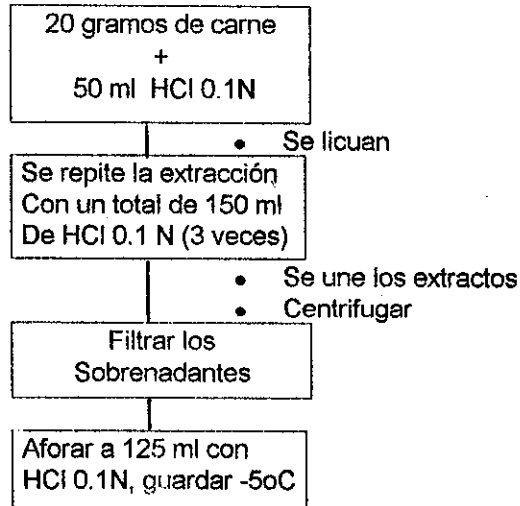 20 gramos de carne
+
50 ml HCl 0.1N
• Se licuan
Se repite la extracción
Con un total de 150 ml
De HCl 0.1 N (3 veces)
• Se une los extractos
• Centrifugar
Filtrar los
Sobrenadantes
Aforar a 125 ml con
HCl 0.1N, guardar -5oC